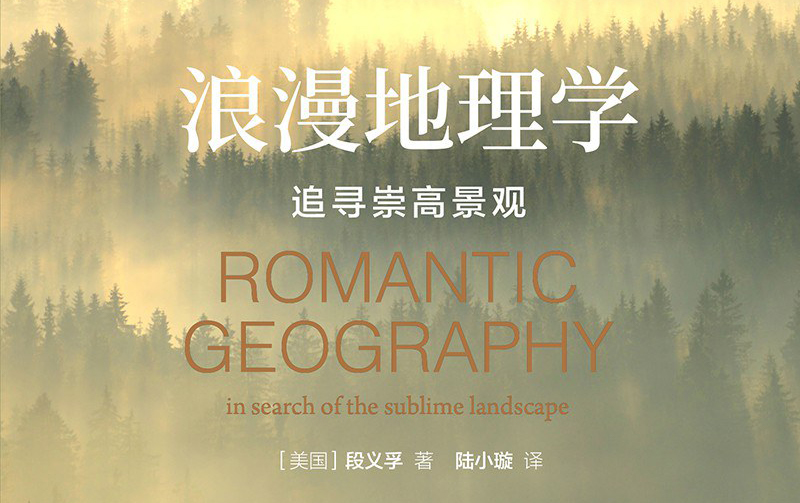 浪漫地理学
追寻崇高景观
ROMANTIC
GEOGRAPHY
in search of the sublime landscape
[美国] 段义孚 著 陆小璇 译